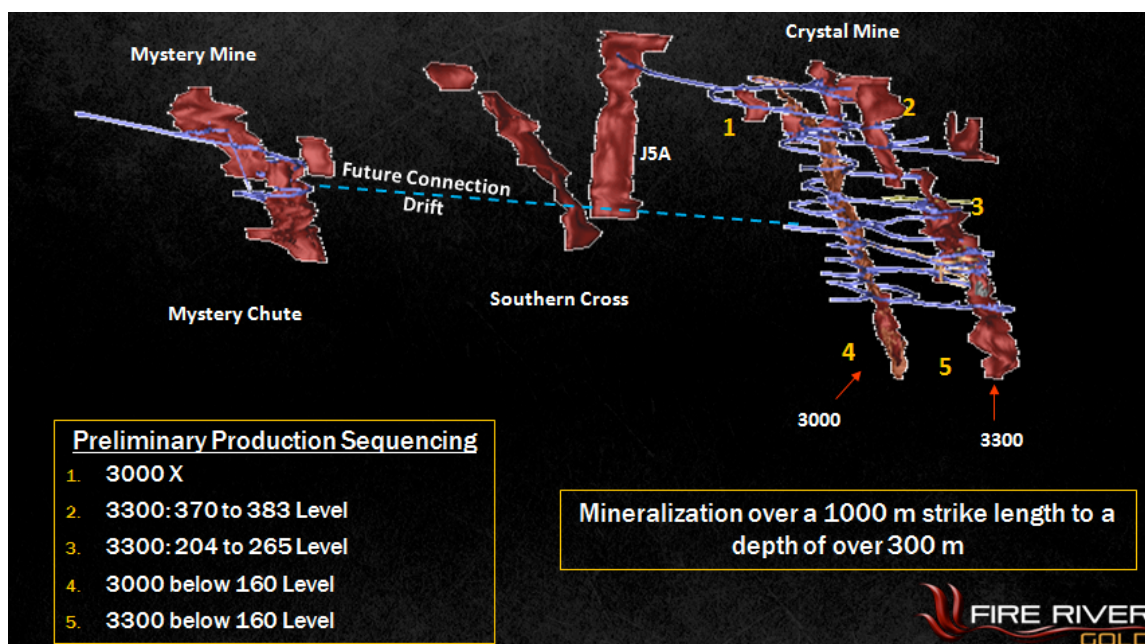 Mystery Mine
Crystal Mine
1
2
J5A
Future Connection
Drift
3
Mystery Chute
Southern Cross
4
5
3000
3300
Preliminary Production Sequencing
1. 3000 X
2. 3300: 370 to 383 Level
3. 3300: 204 to 265 Level
4. 3000 below 160 Level
5. 3300 below 160 Level
Mineralization over a 1000 m strike length to a
depth of over 300 m
FIRE RIVER
GOLD